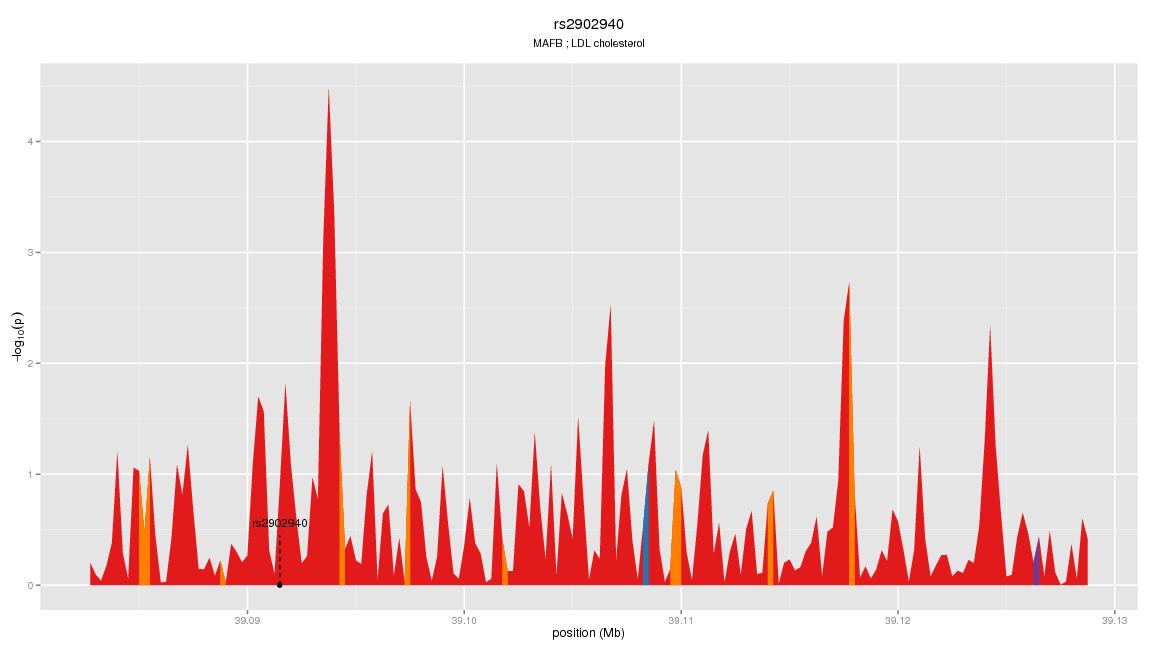 rs2902940
MAFB ; LDL cholesterol
4
3
2
1
0
−log10(p)
rs2902940
39.09
39.10
39.11
39.12
39.13
position (Mb)